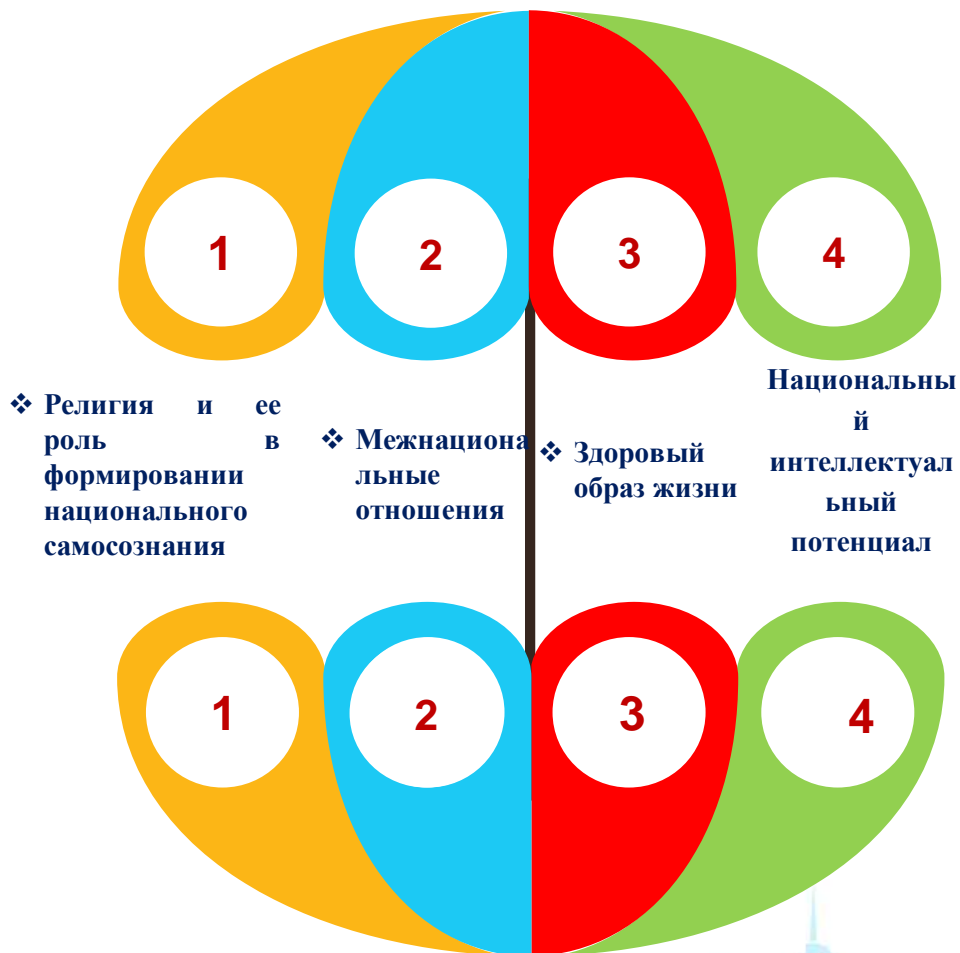 1
2
3
4
❖ Религия и ее
роль в
формировании
национального
самосознания
❖ Межнациона
льные
отношения
❖ Здоровый
образ жизни
Национальны
й
интеллектуал
ьный
потенциал
1
2
3
4